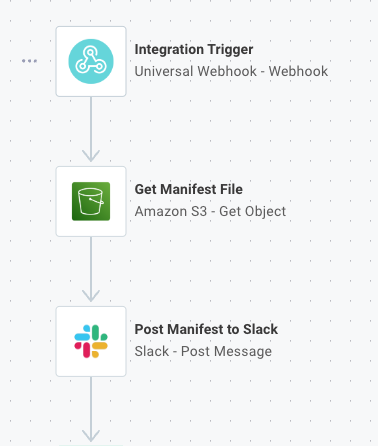 Integration Trigger
Universal Webhook - Webhook
Get Manifest File
Amazon S3 - Get Object
Post Manifest to Slack
Slack - Post Message